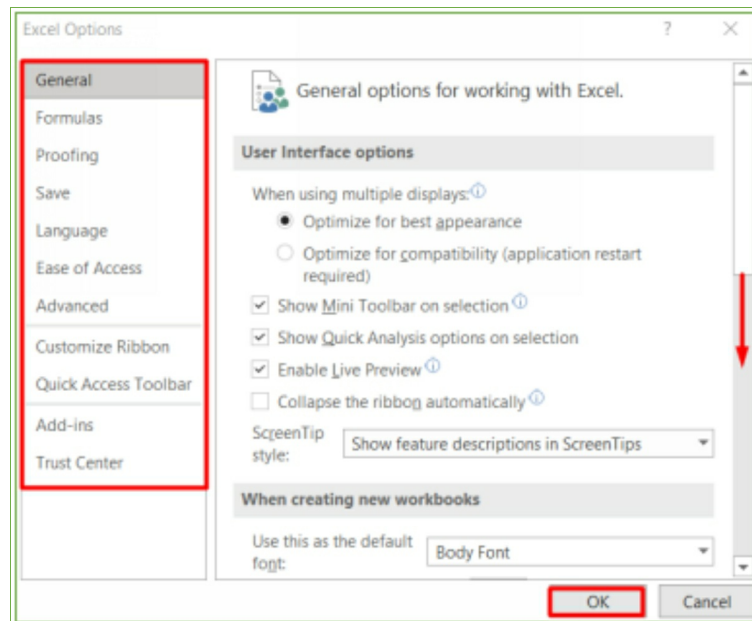 Excel Options
?
General
Formulas
Proofing
Save
Language
Ease of Access
Advanced
Customize Ribbon
Quick Access Toolbar
Add-ins
Trust Center
General options for working with Excel.
User Interface options
When using multiple displays:
Optimize for best appearance
Optimize for compatibility (application restart
required)
Show Mini Toolbar on selection
Show Quick Analysis options on selection
Enable Live Preview
Collapse the ribbon automatically
ScreenTip
style:
Show feature descriptions in ScreenTips
When creating new workbooks
Use this as the default
font:
Body Font
OK
Cancel